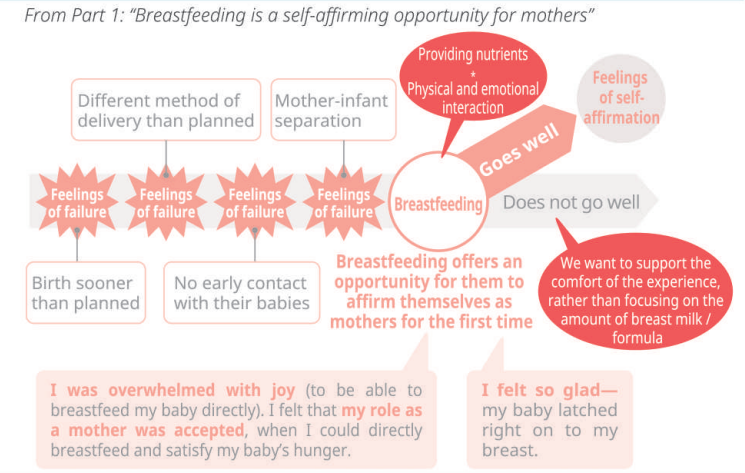 From Part 1: “Breastfeeding is a self-affirming opportunity for mothers”
Providing nutrients
*
Physical and emotional
interaction
Feelings
of self-
affirmation
Different method of
delivery than planned
Mother-infant
separation
Goes well
Feelings
of failure
Feelings
of failure
Feelings
of failure
Feelings
of failure
Breastfeeding
Does not go well
Birth sooner
than planned
No early contact
with their babies
Breastfeeding offers an
opportunity for them to
affirm themselves as
mothers for the first time
We want to support the
comfort of the experience,
rather than focusing on the
amount of breast milk /
formula
I was overwhelmed with joy (to be able to
breastfeed my baby directly). I felt that my role as
a mother was accepted, when I could directly
breastfeed and satisfy my baby’s hunger.
I felt so glad—
my baby latched
right on to my
breast.